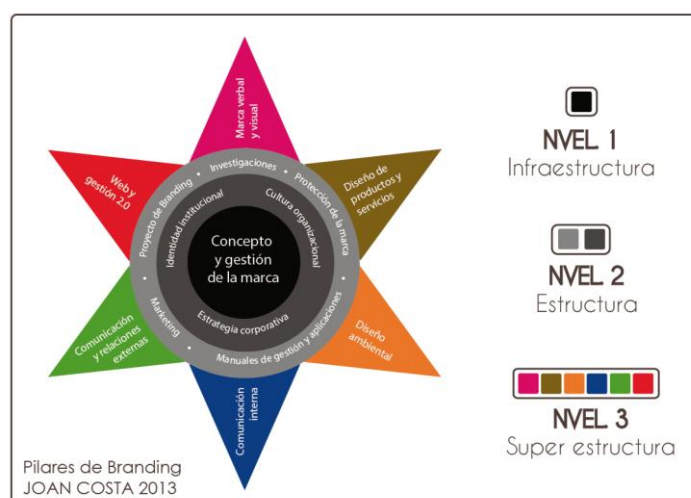 Marca verbal
y visual
Diseño de
productos y
servicios
Diseño
ambiental
Comunicación
interna
Comunicación
y relaciones
externas
Web y
gestión 2.0
Proyecto de Branding • Investigaciones • Protección de la marca •
Manuales de gestión y aplicaciones • Marketing •
Identidad institucional
Cultura organizacional
Estrategia corporativa
Concepto
y gestión
de la marca
NVEL 1
Infraestructura
NVEL 2
Estructura
NVEL 3
Super estructura
Pilares de Branding
JOAN COSTA 2013